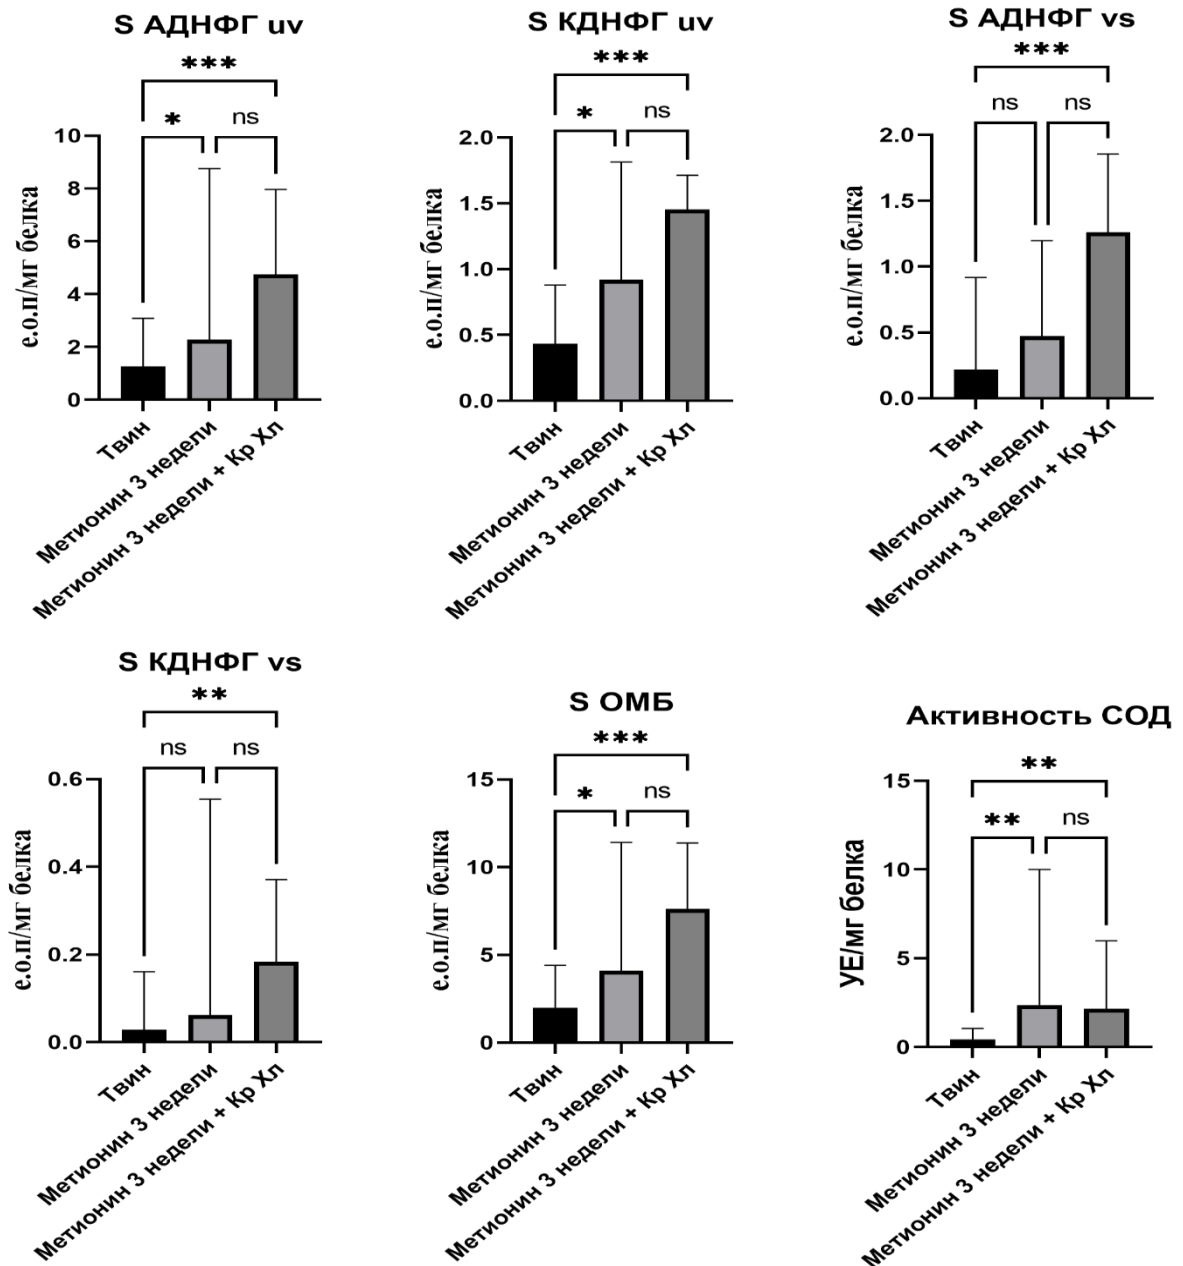 S АДНФГ uv
***
*
ns
10
8
6
4
2
0
е.о.п/мг белка
Твин
Метионин 3 недели
Метионин 3 недели + Кр Хл
S КДНФГ uv
***
*
ns
2.0
1.5
1.0
0.5
0.0
е.о.п/мг белка
Твин
Метионин 3 недели
Метионин 3 недели + Кр Хл
S АДНФГ vs
***
ns
ns
2.0
1.5
1.0
0.5
0.0
е.о.п/мг белка
Твин
Метионин 3 недели
Метионин 3 недели + Кр Хл
S КДНФГ vs
**
ns
ns
0.6
0.4
0.2
0.0
е.о.п/мг белка
Твин
Метионин 3 недели
Метионин 3 недели + Кр Хл
S ОМБ
***
*
ns
15
10
5
0
е.о.п/мг белка
Твин
Метионин 3 недели
Метионин 3 недели + Кр Хл
Активность СОД
**
**
ns
15
10
5
0
УЕ/мг белка
Твин
Метионин 3 недели
Метионин 3 недели + Кр Хл